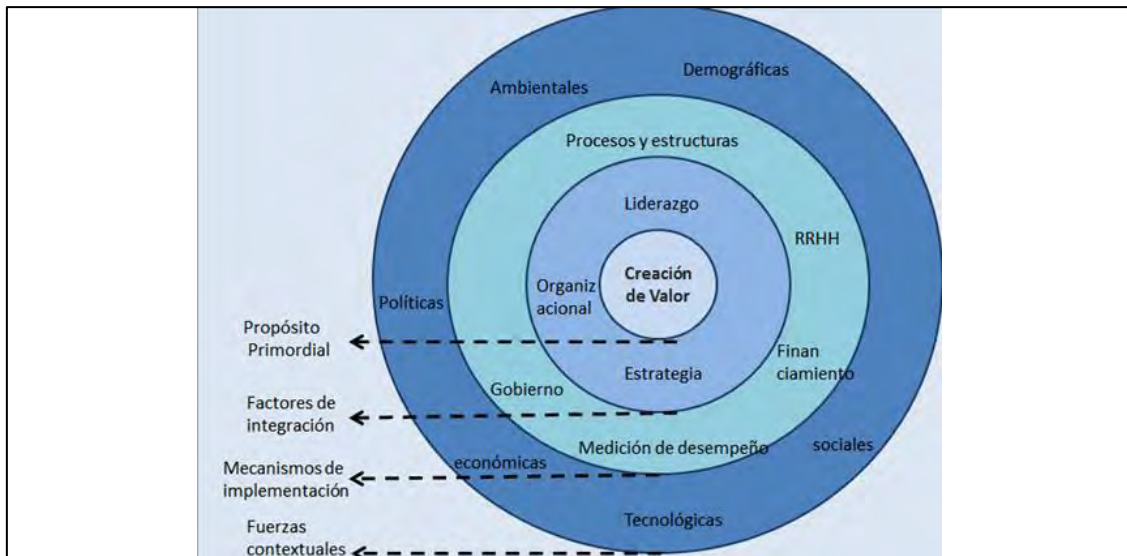 Demográficas
Ambientales
Procesos y estructuras
Liderazgo
RRHH
Creación
de Valor
Organiz
acional
Políticas
Propósito
Primordial
Finan
ciamiento
Estrategia
Gobierno
Factores de
integración
sociales
Medición de desempeño
económicas
Mecanismos de
implementación
Tecnológicas
Fuerzas
contextuales